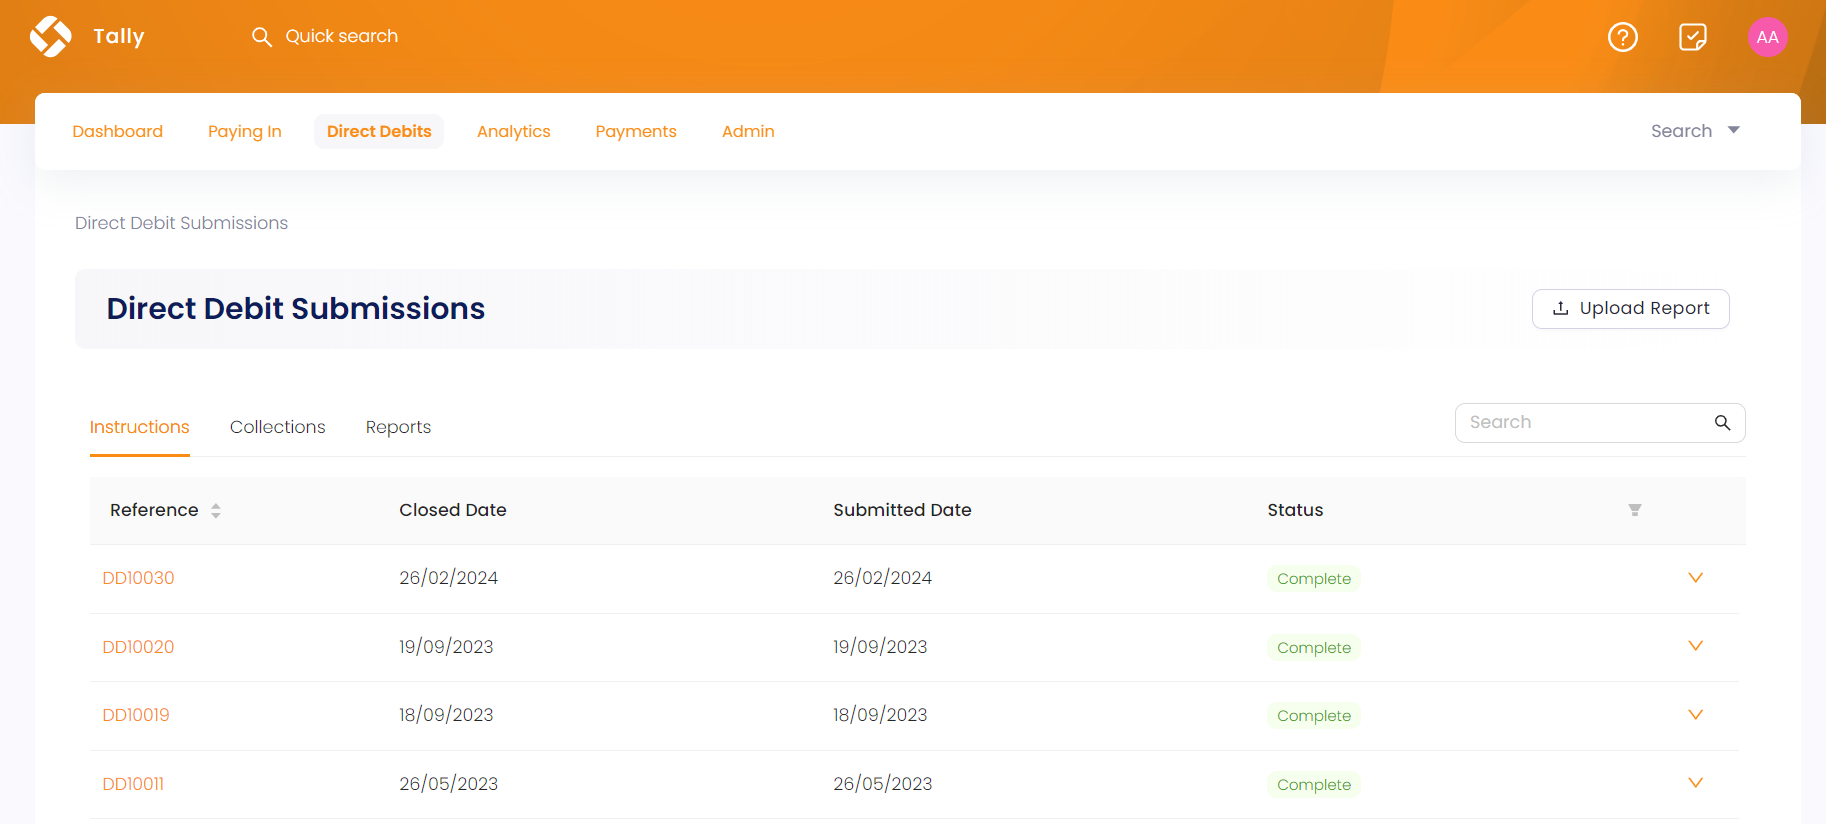 Tally Quick search ? AA
Dashboard Paying In Direct Debits Analytics Payments Admin Search
Direct Debit Submissions
Direct Debit Submissions Upload Report
Instructions Collections Reports Search
Reference Closed Date Submitted Date Status
DD10030 26/02/2024 26/02/2024 Complete
DD10020 19/09/2023 19/09/2023 Complete
DD10019 18/09/2023 18/09/2023 Complete
DD10011 26/05/2023 26/05/2023 Complete